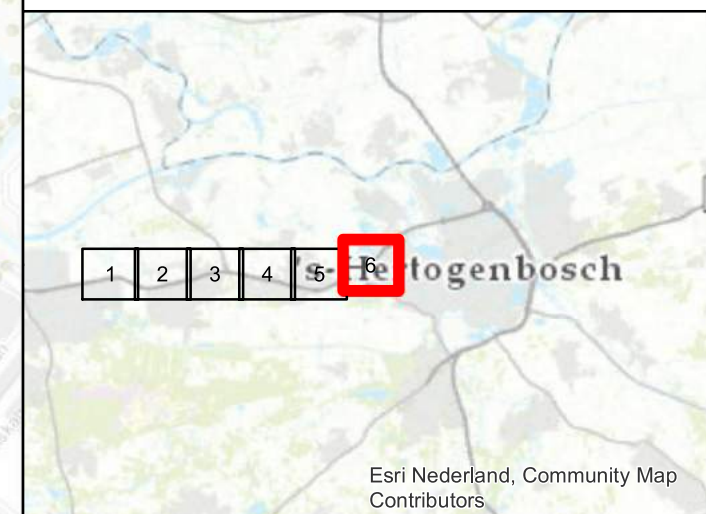 's-Hertogenbosch
1 2 3 4 5 6
Esri Nederland, Community Map
Contributors